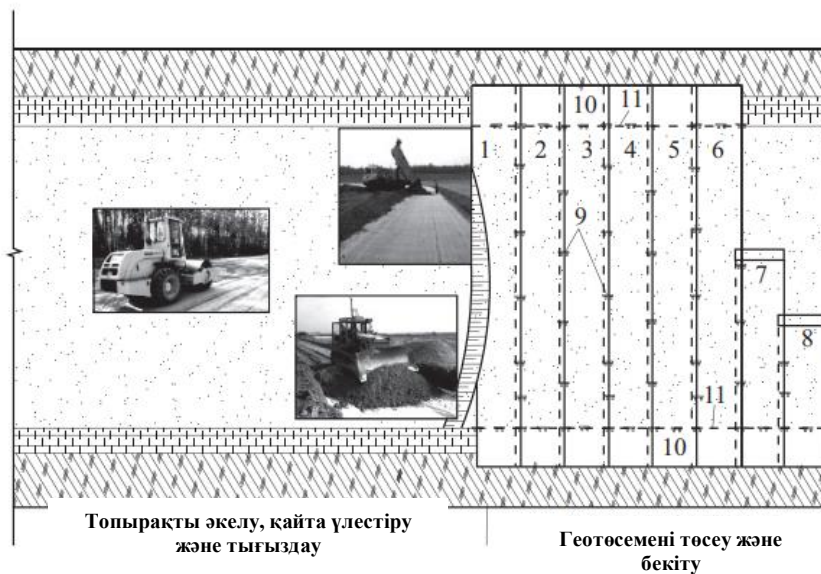 10 11
1 2 3 4 5 6
9
7
8
11
10
Топырақты әкелу, қайта үлестіру
және тығыздау
Геотөсемені төсеу және
бекіту